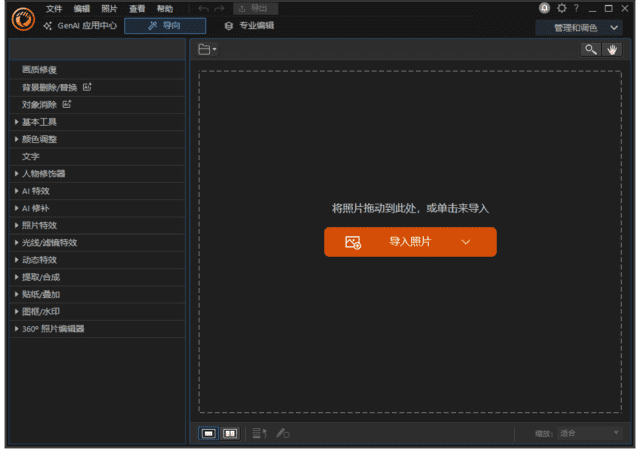 文件 编辑 照片 查看 帮助 导出 ?
GenAI 应用中心 导向 专业编辑 管理和调色
画质修復
背景删除/替换
对象消除
基本工具
颜色调整
文字
人物修饰器
AI 特效
AI 修补
照片特效
光线/滤镜特效
动态特效
提取/合成
贴纸/叠加
图框/水印
360º 照片编辑器
将照片拖动到此处，或单击来导入
导入照片
缩放: 适合